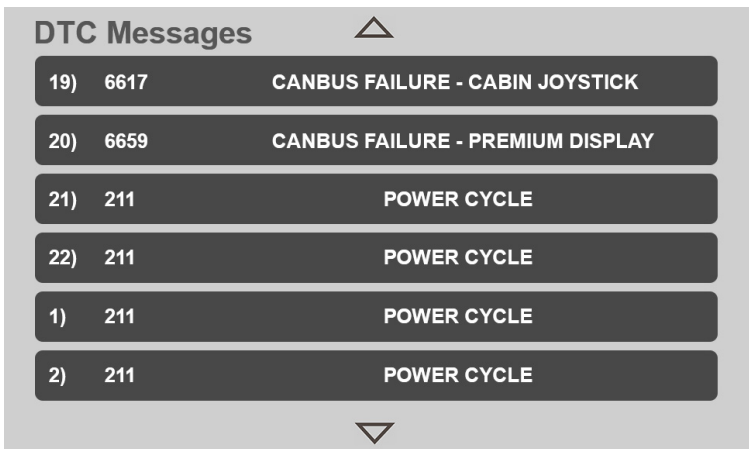 DTC Messages
19) 6617 CANBUS FAILURE - CABIN JOYSTICK
20) 6659 CANBUS FAILURE - PREMIUM DISPLAY
21) 211 POWER CYCLE
22) 211 POWER CYCLE
1) 211 POWER CYCLE
2) 211 POWER CYCLE